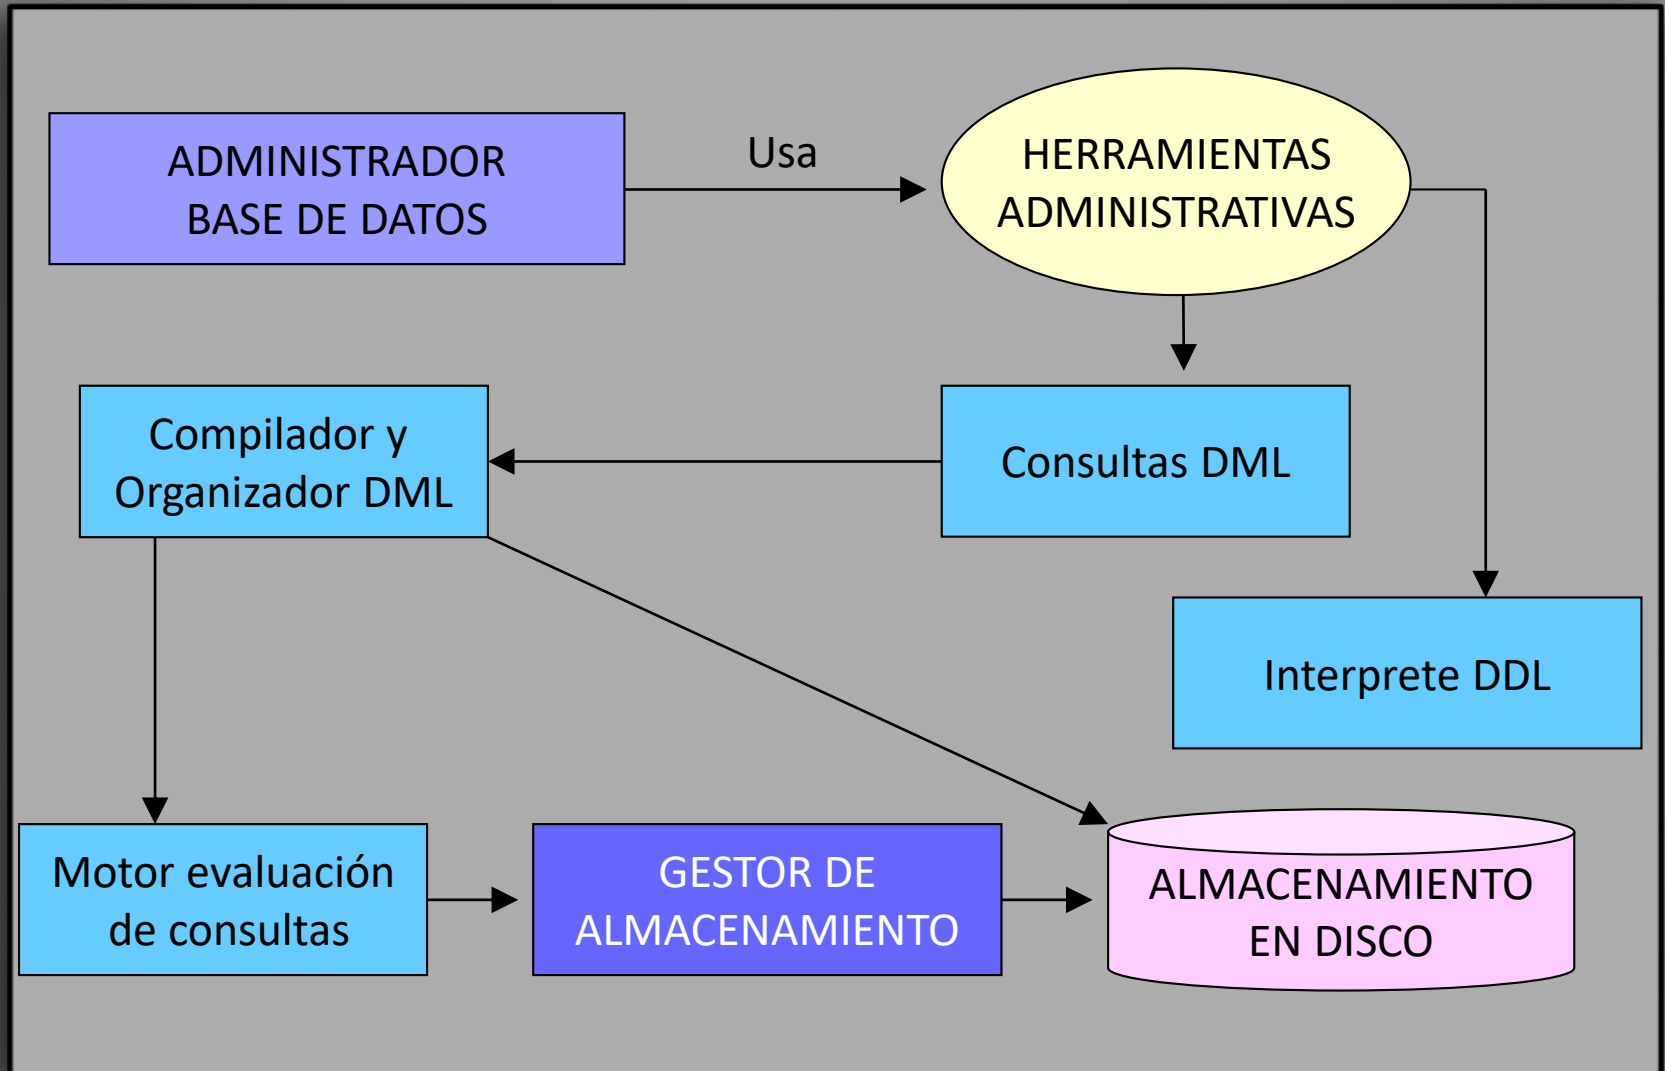 ADMINISTRADOR
BASE DE DATOS
Usa
HERRAMIENTAS
ADMINISTRATIVAS
Compilador y
Organizador DML
Consultas DML
Interprete DDL
Motor evaluación
de consultas
GESTOR DE
ALMACENAMIENTO
ALMACENAMIENTO
EN DISCO